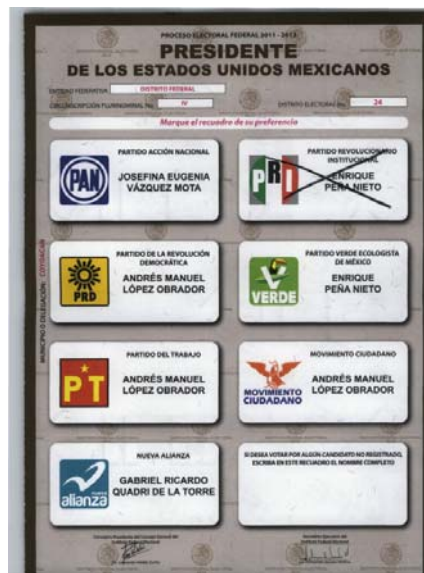 PROCESO ELECTORAL FEDERAL 2011 - 2012
PRESIDENTE
DE LOS ESTADOS UNIDOS MEXICANOS
ENTIDAD FEDERATIVA: DISTRITO FEDERAL
CIRCUNSCRIPCIÓN PLURINOMINAL No. IV DISTRITO ELECTORAL No. 24
Marque el recuadro de su preferencia
MUNICIPIO O DELEGACIÓN: COYOACAN
PARTIDO ACCIÓN NACIONAL
PAN
JOSEFINA EUGENIA
VÁZQUEZ MOTA
PARTIDO REVOLUCIONARIO
INSTITUCIONAL
PRI
ENRIQUE
PEÑA NIETO
PARTIDO DE LA REVOLUCIÓN
DEMOCRÁTICA
PRD
ANDRÉS MANUEL
LÓPEZ OBRADOR
PARTIDO VERDE ECOLOGISTA
DE MÉXICO
VERDE
ENRIQUE
PEÑA NIETO
PARTIDO DEL TRABAJO
PT
ANDRÉS MANUEL
LÓPEZ OBRADOR
MOVIMIENTO CIUDADANO
MOVIMIENTO
CIUDADANO
ANDRÉS MANUEL
LÓPEZ OBRADOR
NUEVA ALIANZA
alianza
GABRIEL RICARDO
QUADRI DE LA TORRE
SI DESEA VOTAR POR ALGÚN CANDIDATO NO REGISTRADO,
ESCRIBA EN ESTE RECUADRO EL NOMBRE COMPLETO